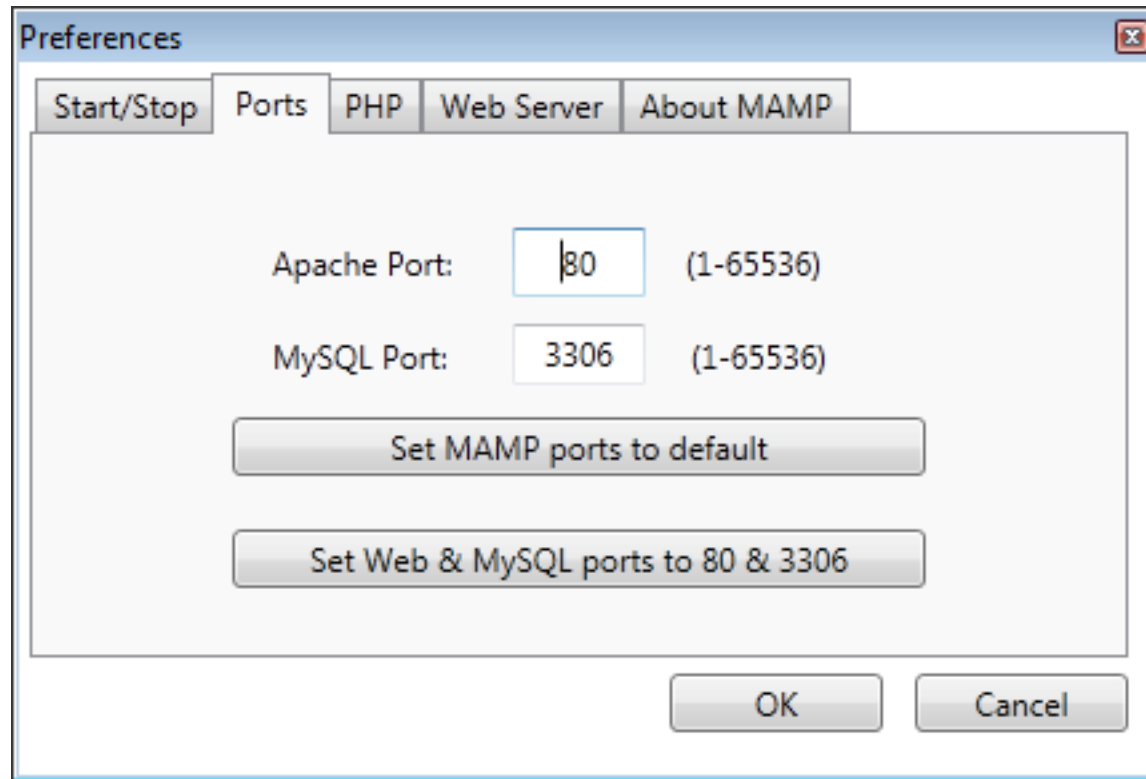 Preferences
Start/Stop Ports PHP Web Server About MAMP
Apache Port: 80 (1-65536)
MySQL Port: 3306 (1-65536)
Set MAMP ports to default
Set Web & MySQL ports to 80 & 3306
OK Cancel